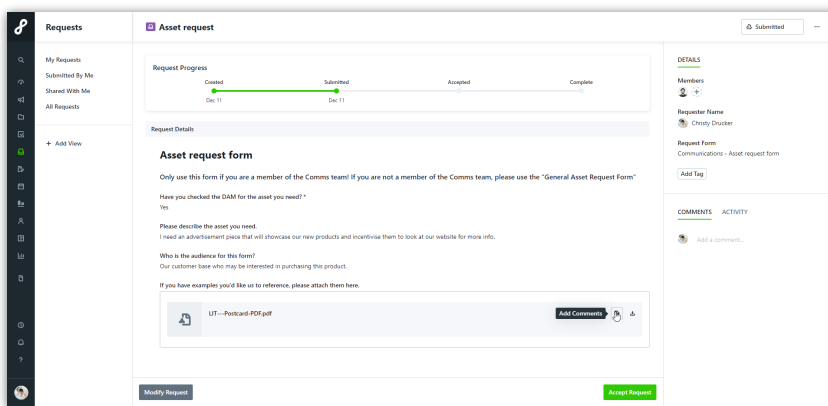 Requests
Asset request
Submitted
My Requests
Submitted By Me
Shared With Me
All Requests
+ Add View
Request Progress
Created
Submitted
Accepted
Complete
Dec 11
Dec 11
Request Details
Asset request form
Only use this form if you are a member of the Comms team! If you are not a member of the Comms team, please use the "General Asset Request Form"
Have you checked the DAM for the asset you need? *
Yes
Please describe the asset you need.
I need an advertisement piece that will showcase our new products and incentivise them to look at our website for more info.
Who is the audience for this form?
Our customer base who may be interested in purchasing this product.
If you have examples you'd like us to reference, please attach them here.
LIT---Postcard-PDF.pdf
Add Comments
Modify Request
Accept Request
DETAILS
Members
Requester Name
Christy Drucker
Request Form
Communications - Asset request form
Add Tag
COMMENTS ACTIVITY
Add a comment...